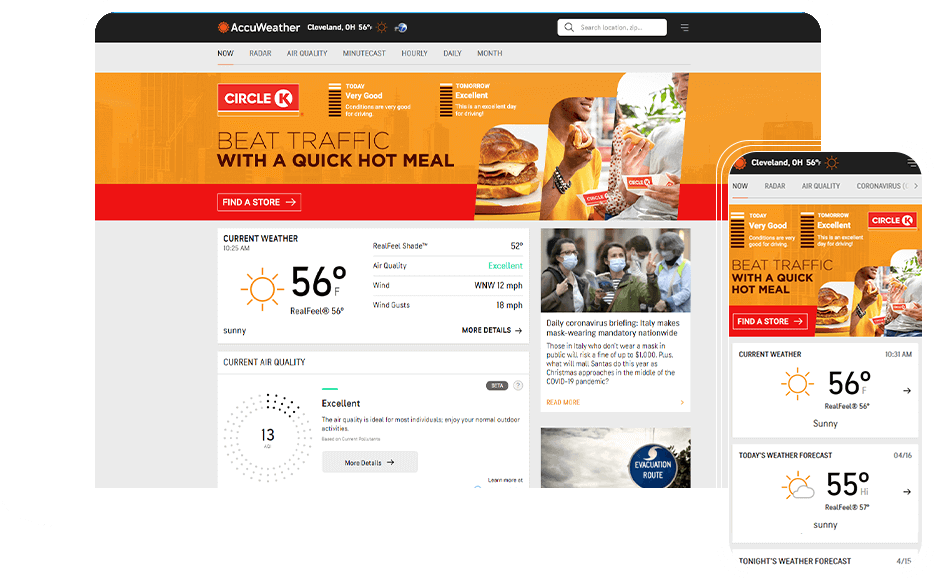 AccuWeather Cleveland, OH 56°F
Search location, zip...
NOW RADAR AIR QUALITY MINUTECAST HOURLY DAILY MONTH
CIRCLE K
TODAY
Very Good
Conditions are very good
for driving.
TOMORROW
Excellent
This is an excellent day
for driving!
BEAT TRAFFIC
WITH A QUICK HOT MEAL
FIND A STORE
CIRCLE K
CIRCLE K
CURRENT WEATHER
10:25 AM
56°F
RealFeel® 56°
sunny
RealFeel Shade™ 52°
Air Quality Excellent
Wind WNW 12 mph
Wind Gusts 18 mph
MORE DETAILS
Daily coronavirus briefing: Italy makes
mask-wearing mandatory nationwide
Those in Italy who don't wear a mask in
public will risk a fine of up to $1,000. Plus,
what will mall Santas do this year as
Christmas approaches in the middle of the
COVID-19 pandemic?
READ MORE
CURRENT AIR QUALITY
BETA ?
13
AQI
Excellent
The air quality is ideal for most individuals; enjoy your normal outdoor
activities.
Based on Current Pollutants
More Details
Learn more at
EVACUATION
ROUTE
Cleveland, OH 56°F
NOW RADAR AIR QUALITY CORONAVIRUS
TODAY
Very Good
Conditions are very
good for driving.
TOMORROW
Excellent
This is an excellent
day for driving!
CIRCLE K
BEAT TRAFFIC
WITH A QUICK
HOT MEAL
FIND A STORE
CURRENT WEATHER 10:31 AM
56°F
RealFeel® 56°
Sunny
TODAY'S WEATHER FORECAST 04/16
55°Hi
RealFeel® 57°
sunny
TONIGHT'S WEATHER FORECAST 4/15